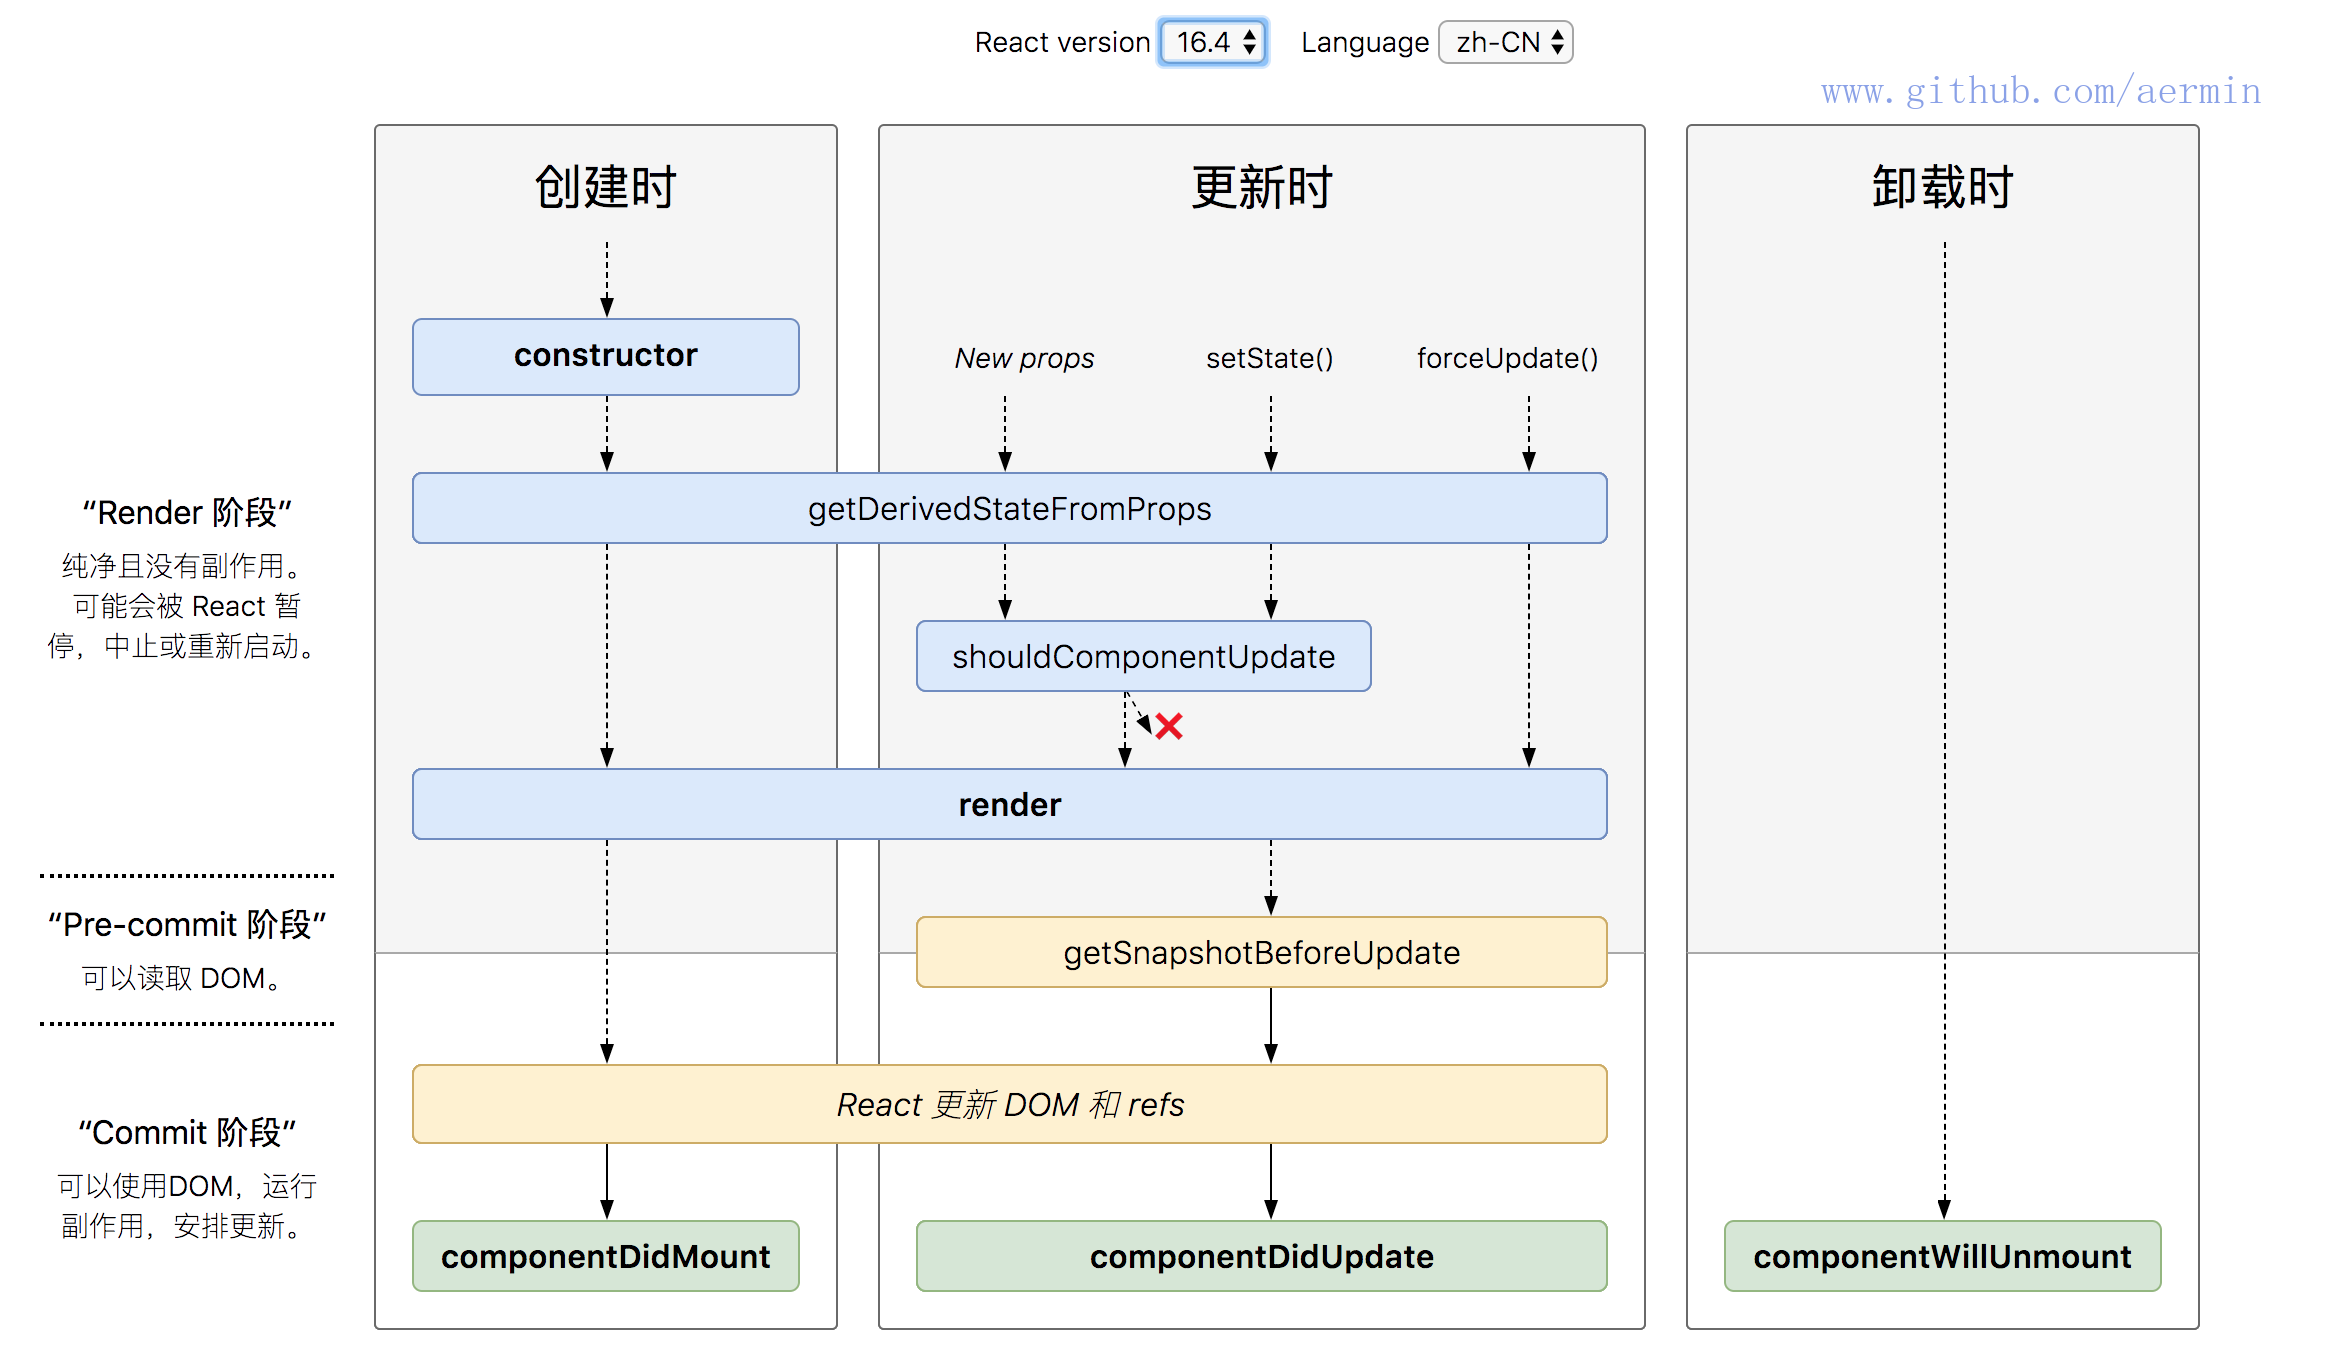 React version 16.4 Language zh-CN
www.github.com/aermin
创建时
更新时
卸载时
constructor
New props
setState()
forceUpdate()
“Render 阶段”
纯净且没有副作用。
可能会被 React 暂
停，中止或重新启动。
getDerivedStateFromProps
shouldComponentUpdate
render
“Pre-commit 阶段”
可以读取 DOM。
getSnapshotBeforeUpdate
“Commit 阶段”
可以使用DOM，运行
副作用，安排更新。
React 更新 DOM 和 refs
componentDidMount
componentDidUpdate
componentWillUnmount